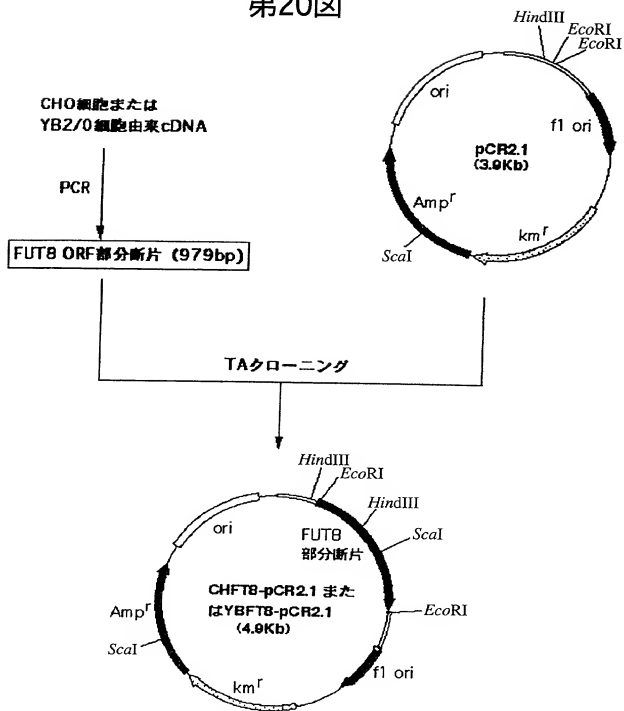 第20図
HindIII
EcoRI
EcoRI
ori
f1 ori
pCR2.1
(3.9Kb)
Ampr
ScaI
kmr
CHO細胞または
YB2/0細胞由来cDNA
PCR
FUT8 ORF部分断片 (979bp)
TAクローニング
HindIII
EcoRI
HindIII
ScaI
ori
FUT8
部分断片
CHFT8-pCR2.1 また
はYBFT8-pCR2.1
(4.9Kb)
EcoRI
Ampr
ScaI
f1 ori
kmr